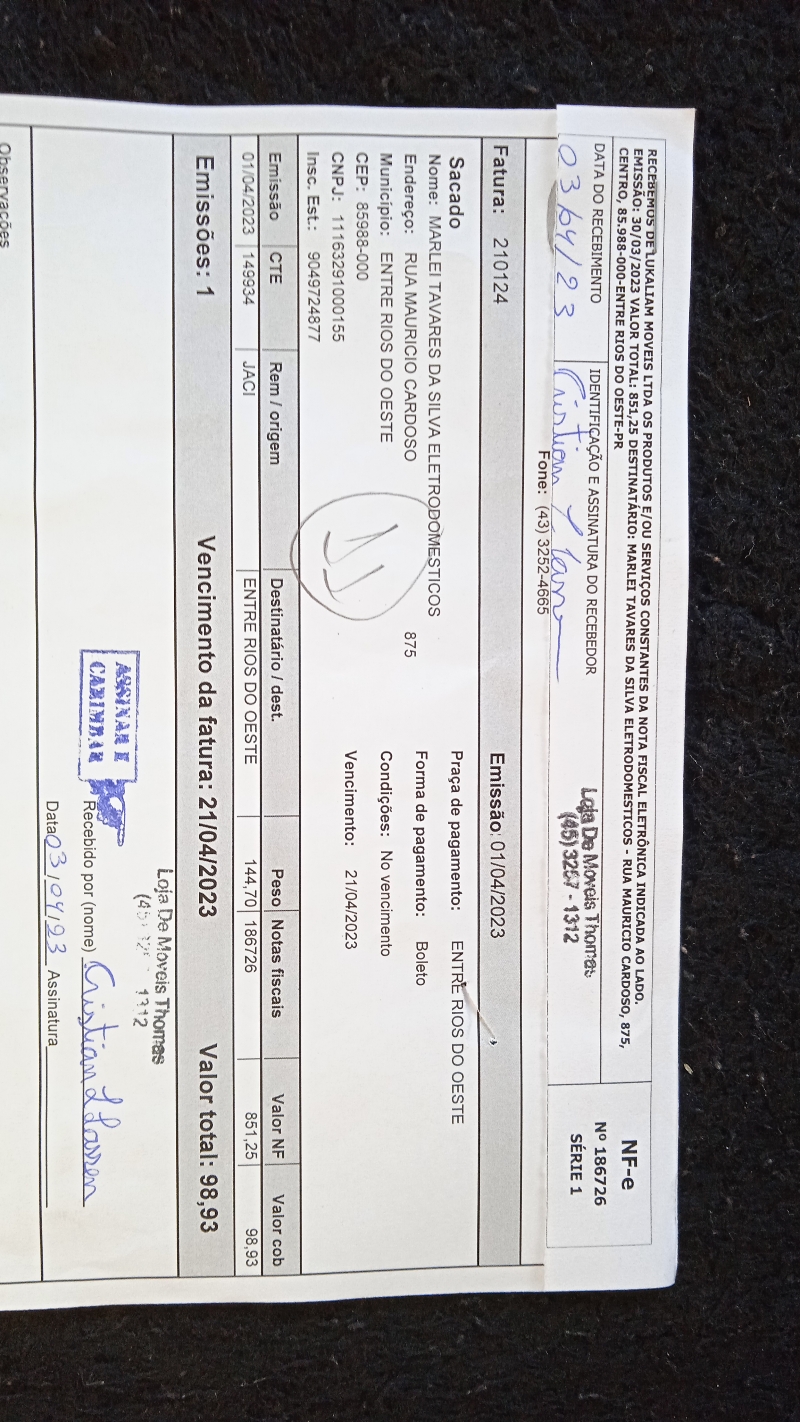 RECEBEMOS DE LUKALIAM MOVEIS LTDA OS PRODUTOS E/OU SERVIÇOS CONSTANTES DA NOTA FISCAL ELETRÔNICA INDICADA AO LADO.
EMISSÃO: 30/03/2023 VALOR TOTAL: 851,25 DESTINATÁRIO: MARLEI TAVARES DA SILVA ELETRODOMESTICOS - RUA MAURICIO CARDOSO, 875,
CENTRO, 85.988-000-ENTRE RIOS DO OESTE-PR
NF-e
Nº 186726
SÉRIE 1
DATA DO RECEBIMENTO
03/04/23
IDENTIFICAÇÃO E ASSINATURA DO RECEBEDOR
Loja De Moveis Thomas
(45) 3257 - 1312
Fone: (43) 3252-4665
Fatura: 210124 Emissão: 01/04/2023
Sacado
Nome: MARLEI TAVARES DA SILVA ELETRODOMESTICOS
Endereço: RUA MAURICIO CARDOSO 875
Município: ENTRE RIOS DO OESTE
CEP: 85988-000
CNPJ: 11163291000155
Insc. Est.: 9049724877
Praça de pagamento: ENTRE RIOS DO OESTE
Forma de pagamento: Boleto
Condições: No vencimento
Vencimento: 21/04/2023
Emissão CTE Rem / origem Destinatário / dest. Peso Notas fiscais Valor NF Valor cob
01/04/2023 149934 JACI ENTRE RIOS DO OESTE 144,70 186726 851,25 98,93
Emissões: 1 Vencimento da fatura: 21/04/2023 Valor total: 98,93
Loja De Moveis Thomas
1312
ASSINAR E
CARIMBAR
Recebido por (nome) Cristian
Data 03/04/23 Assinatura
Observações